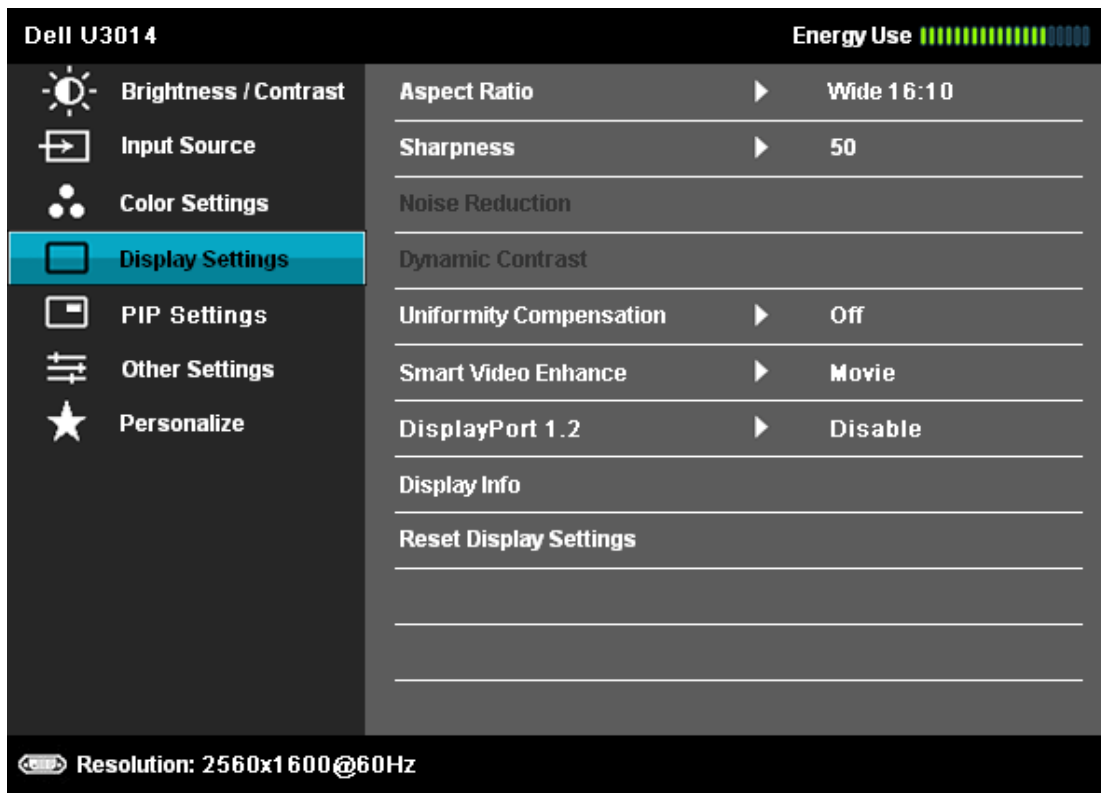 Dell U3014 Energy Use
Brightness / Contrast
Input Source
Color Settings
Display Settings
PIP Settings
Other Settings
Personalize
Aspect Ratio Wide 16:10
Sharpness 50
Noise Reduction
Dynamic Contrast
Uniformity Compensation Off
Smart Video Enhance Movie
DisplayPort 1.2 Disable
Display Info
Reset Display Settings
Resolution: 2560x1600@60Hz